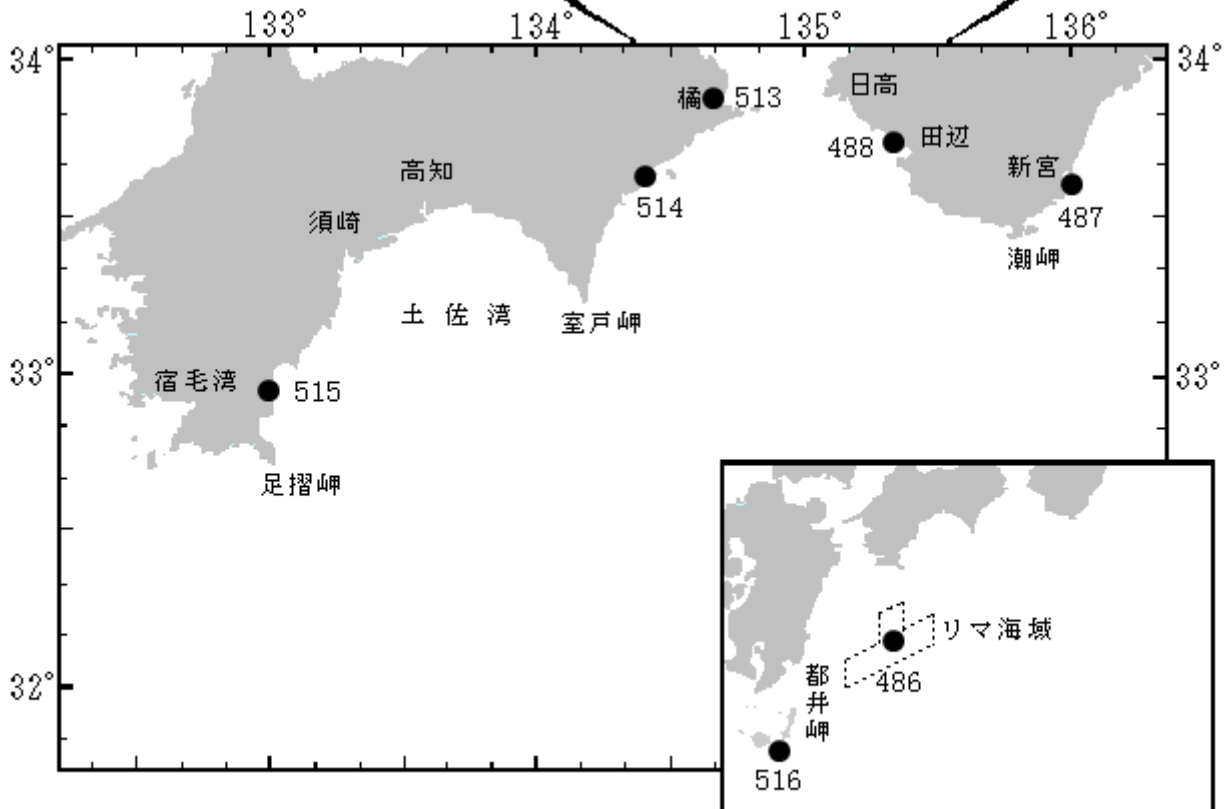 133° 134° 135° 136°
34° 34°
日高
橘 513
488 田辺
高知 新宮
514 487
須崎
潮岬
土佐湾 室戸岬
33° 33°
宿毛湾 515
足摺岬
リマ海域
32°
486
都井岬
516